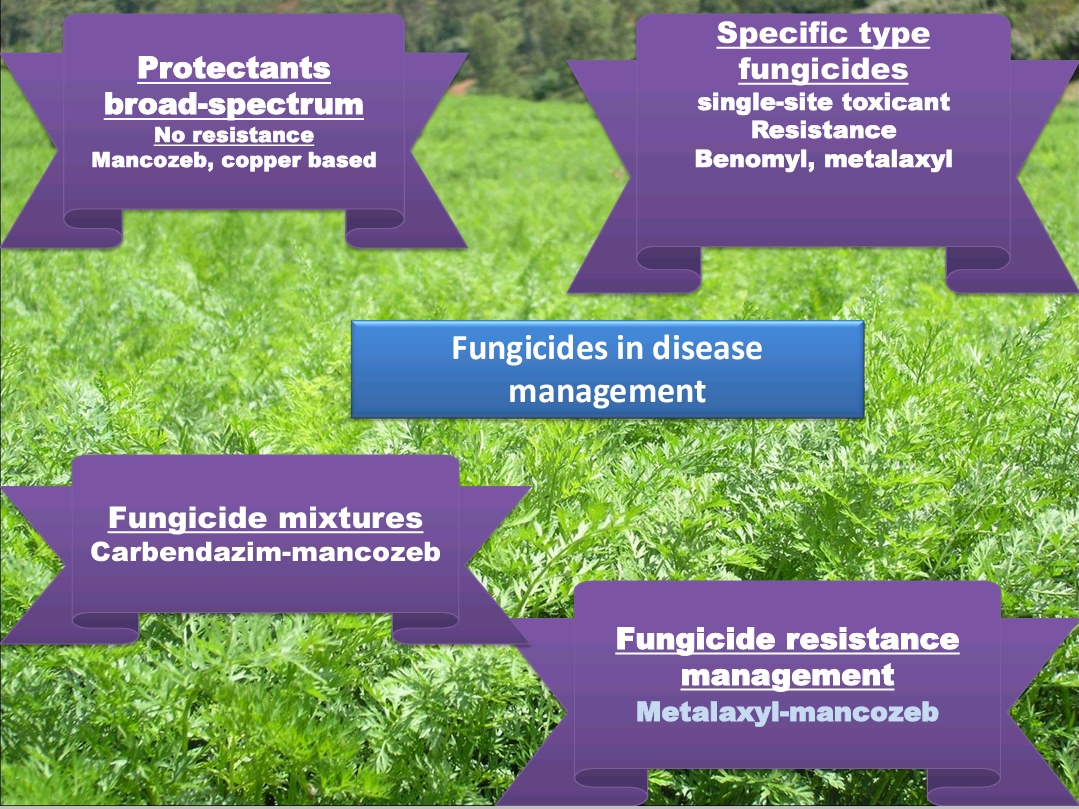 Protectants
broad-spectrum
No resistance
Mancozeb, copper based
Specific type
fungicides
single-site toxicant
Resistance
Benomyl, metalaxyl
Fungicides in disease
management
Fungicide mixtures
Carbendazim-mancozeb
Fungicide resistance
management
Metalaxyl-mancozeb